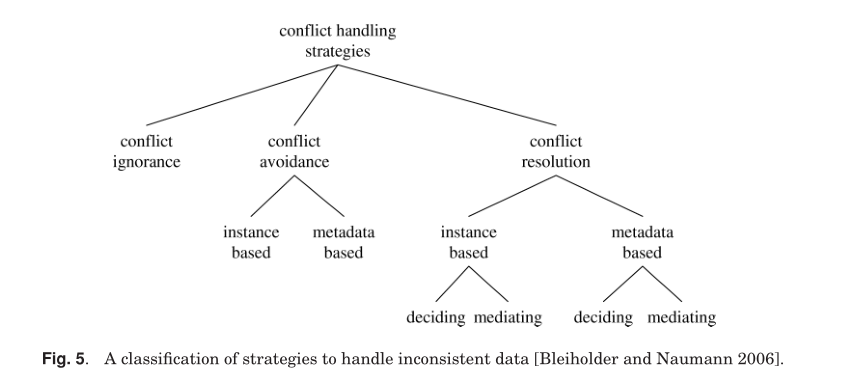 conflict handling
strategies
conflict
ignorance
conflict
avoidance
conflict
resolution
instance
based
metadata
based
instance
based
metadata
based
deciding mediating
deciding mediating
Fig. 5. A classification of strategies to handle inconsistent data [Bleiholder and Naumann 2006].